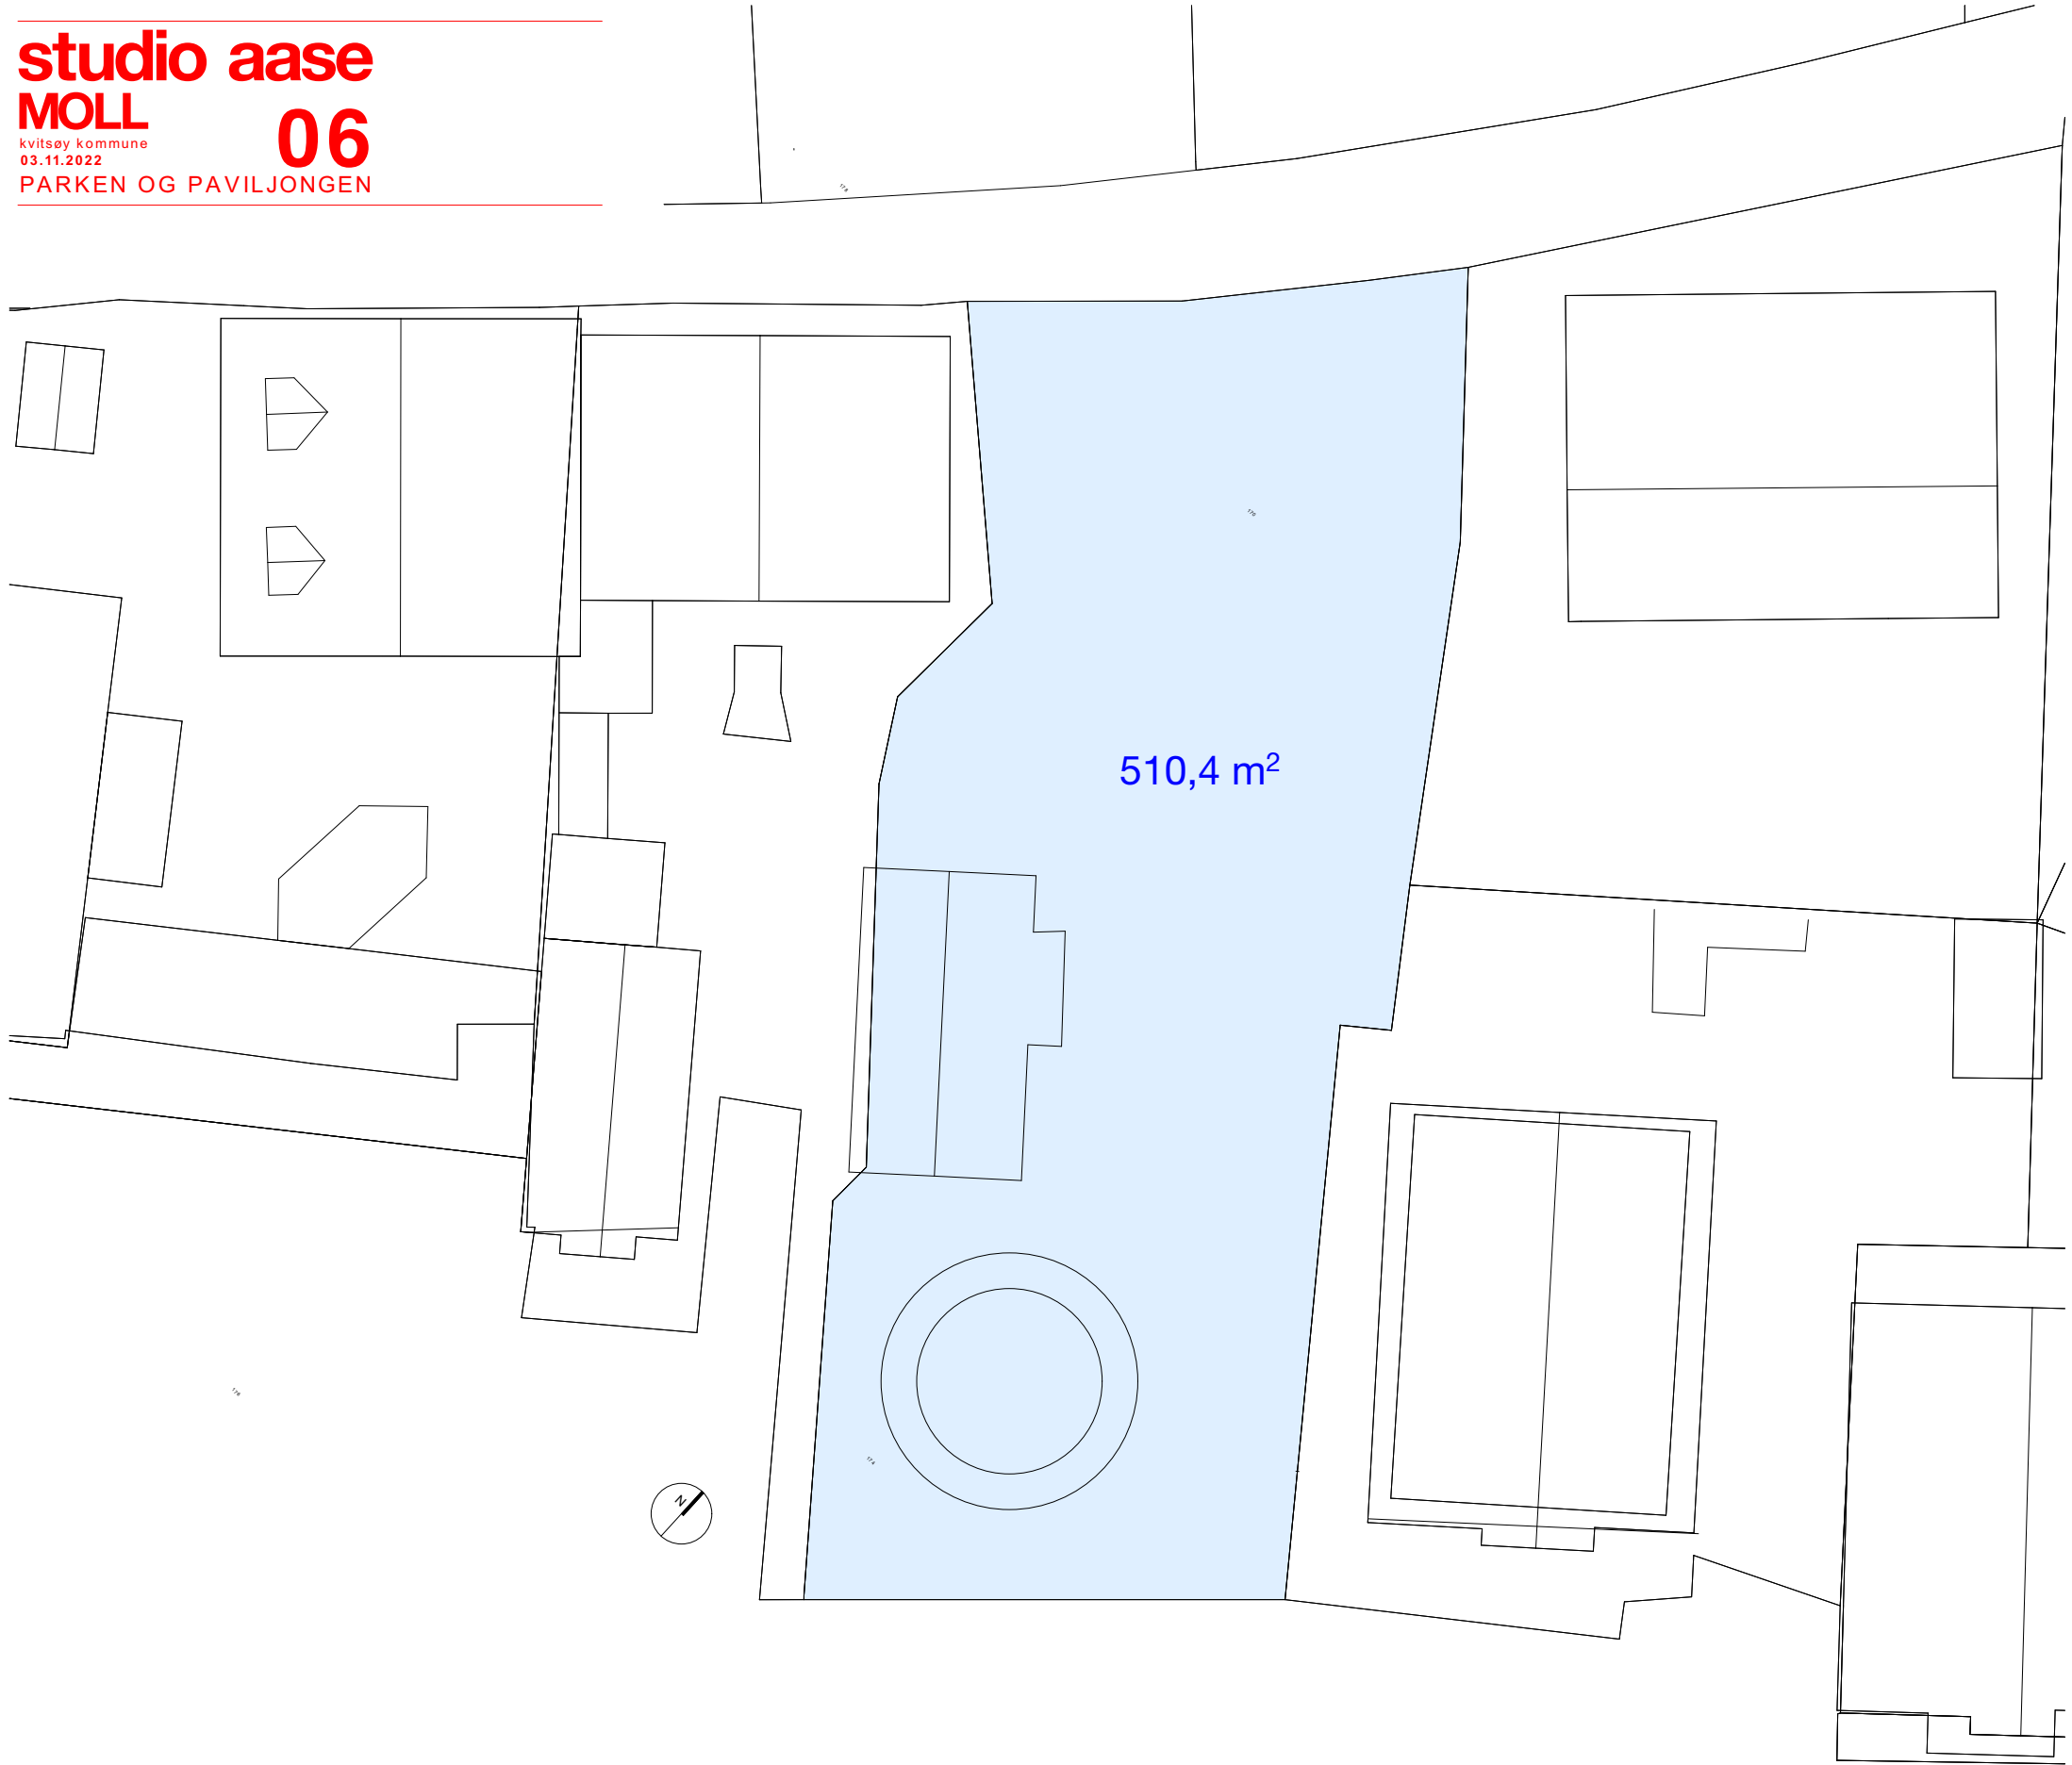 studio aase
MOLL
06
kvitsøy kommune
03.11.2022
PARKEN OG PAVILJONGEN
510,4 m²
N